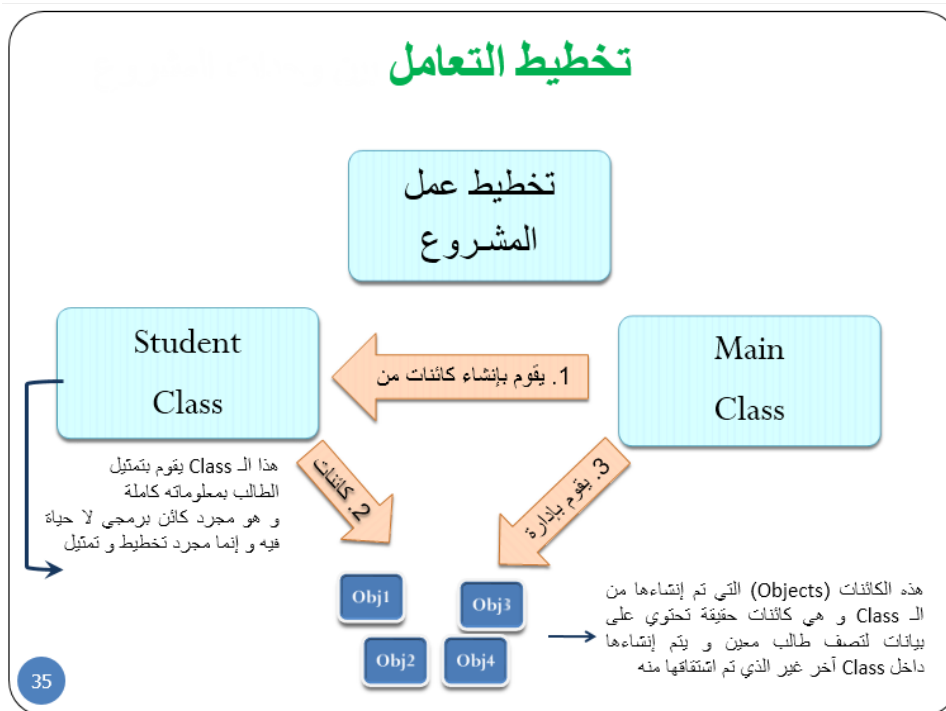 تخطيط التعامل
تخطيط عمل
المشروع
Student
Class
1. يقوم بإنشاء كائنات من
Main
Class
2. كائنات
3. يقوم بإدارة
هذا الـ Class يقوم بتمثيل
الطالب بمعلوماته كاملة
و هو مجرد كائن برمجي لا حياة
فيه و إنما مجرد تخطيط و تمثيل
Obj1
Obj3
Obj2
Obj4
هذه الكائنات (Objects) التي تم إنشاءها من
الـ Class و هي كائنات حقيقة تحتوي على
بيانات لتصف طالب معين و يتم إنشاءها
داخل Class آخر غير الذي تم اشتقاقها منه
35